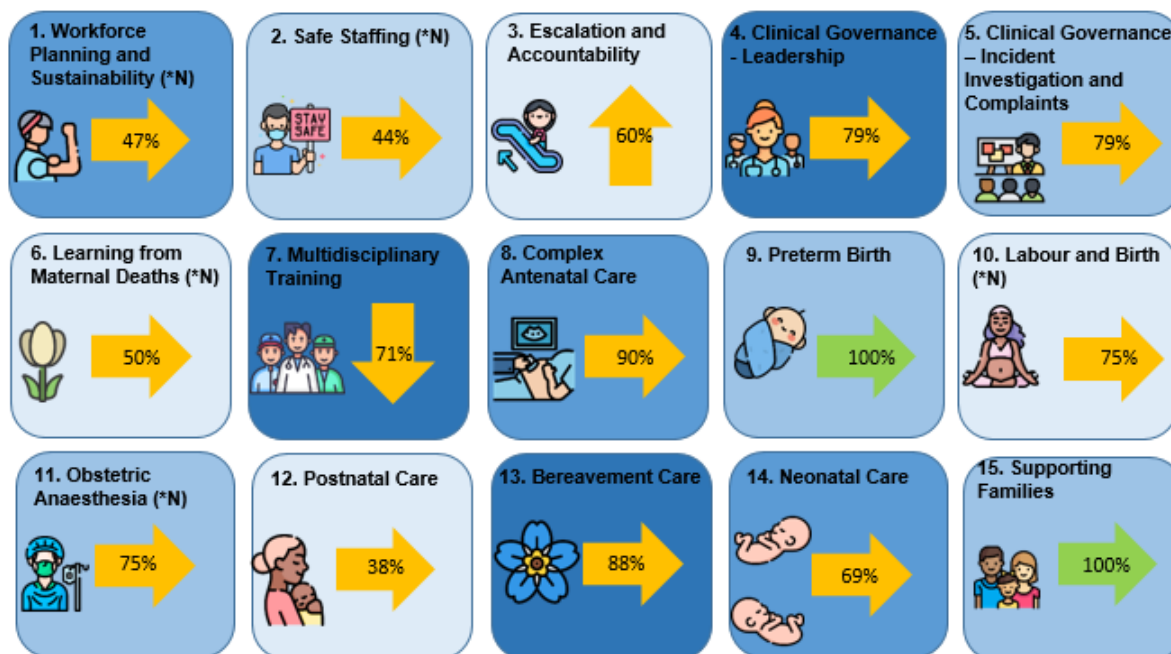 1. Workforce
Planning and
Sustainability (*N)
47%
2. Safe Staffing (*N)
STAY
SAFE
44%
3. Escalation and
Accountability
60%
4. Clinical Governance
- Leadership
79%
5. Clinical Governance
– Incident
Investigation and
Complaints
79%
6. Learning from
Maternal Deaths (*N)
50%
7. Multidisciplinary
Training
71%
8. Complex
Antenatal Care
90%
9. Preterm Birth
100%
10. Labour and Birth
(*N)
75%
11. Obstetric
Anaesthesia (*N)
75%
12. Postnatal Care
38%
13. Bereavement Care
88%
14. Neonatal Care
69%
15. Supporting
Families
100%